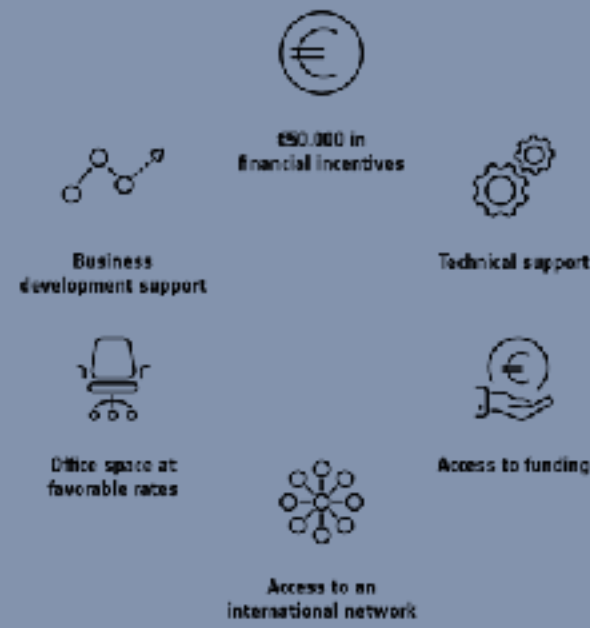 €50.000 in
financial incentives
Business
development support
Technical support
Office space at
favorable rates
Access to funding
Access to an
international network